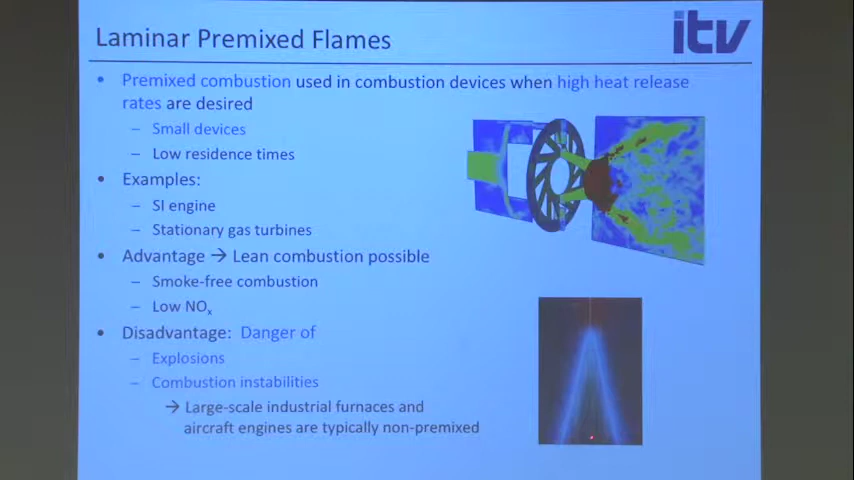 Laminar Premixed Flames
itv
• Premixed combustion used in combustion devices when high heat release
rates are desired
– Small devices
– Low residence times
• Examples:
– SI engine
– Stationary gas turbines
• Advantage → Lean combustion possible
– Smoke-free combustion
– Low NOx
• Disadvantage: Danger of
– Explosions
– Combustion instabilities
→ Large-scale industrial furnaces and
aircraft engines are typically non-premixed